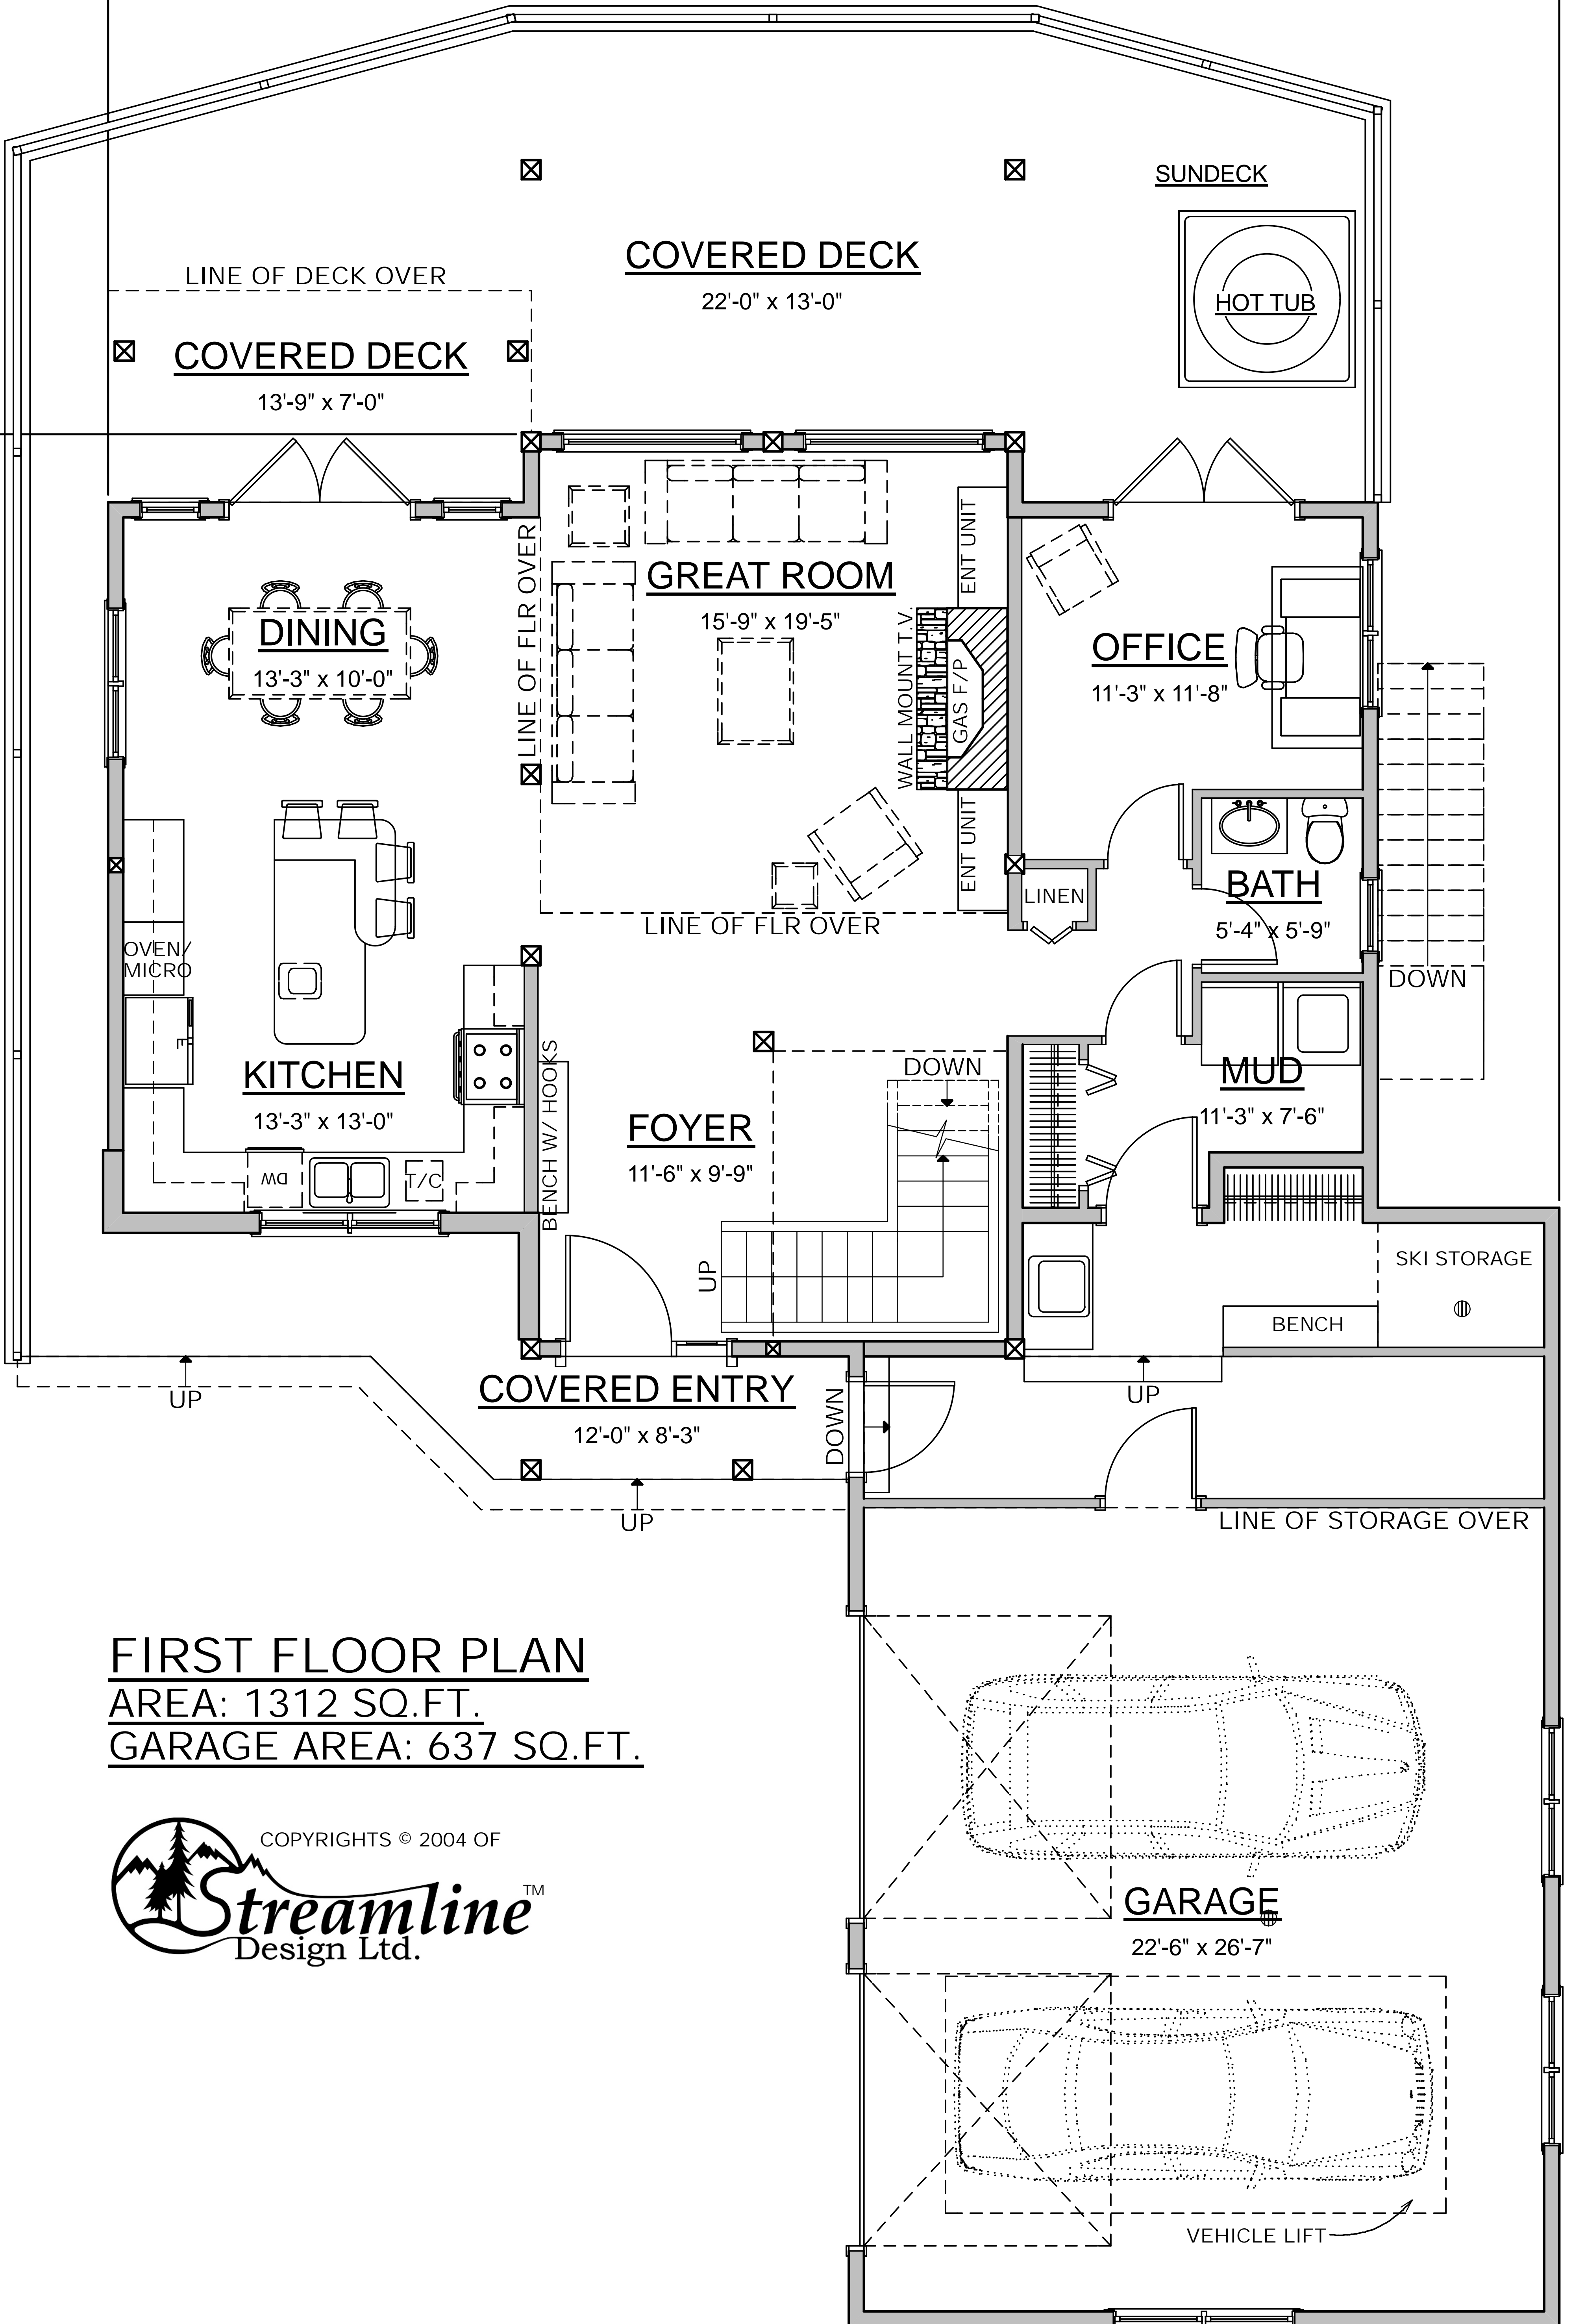 SUNDECK
COVERED DECK
22'-0" x 13'-0"
LINE OF DECK OVER
HOT TUB
COVERED DECK
13'-9" x 7'-0"
LINE OF FLR OVER
ENT UNIT
GREAT ROOM
15'-9" x 19'-5"
DINING
13'-3" x 10'-0"
WALL MOUNT T.V.
GAS F/P
OFFICE
11'-3" x 11'-8"
ENT UNIT
LINEN
BATH
5'-4" x 5'-9"
LINE OF FLR OVER
OVEN/
MICRO
DOWN
F
KITCHEN
13'-3" x 13'-0"
BENCH W/ HOOKS
DOWN
MUD
11'-3" x 7'-6"
FOYER
11'-6" x 9'-9"
DW
T/C
UP
SKI STORAGE
BENCH
COVERED ENTRY
12'-0" x 8'-3"
UP
DOWN
UP
UP
LINE OF STORAGE OVER
FIRST FLOOR PLAN
AREA: 1312 SQ.FT.
GARAGE AREA: 637 SQ.FT.
COPYRIGHTS © 2004 OF
Streamline™
Design Ltd.
GARAGE
22'-6" x 26'-7"
VEHICLE LIFT